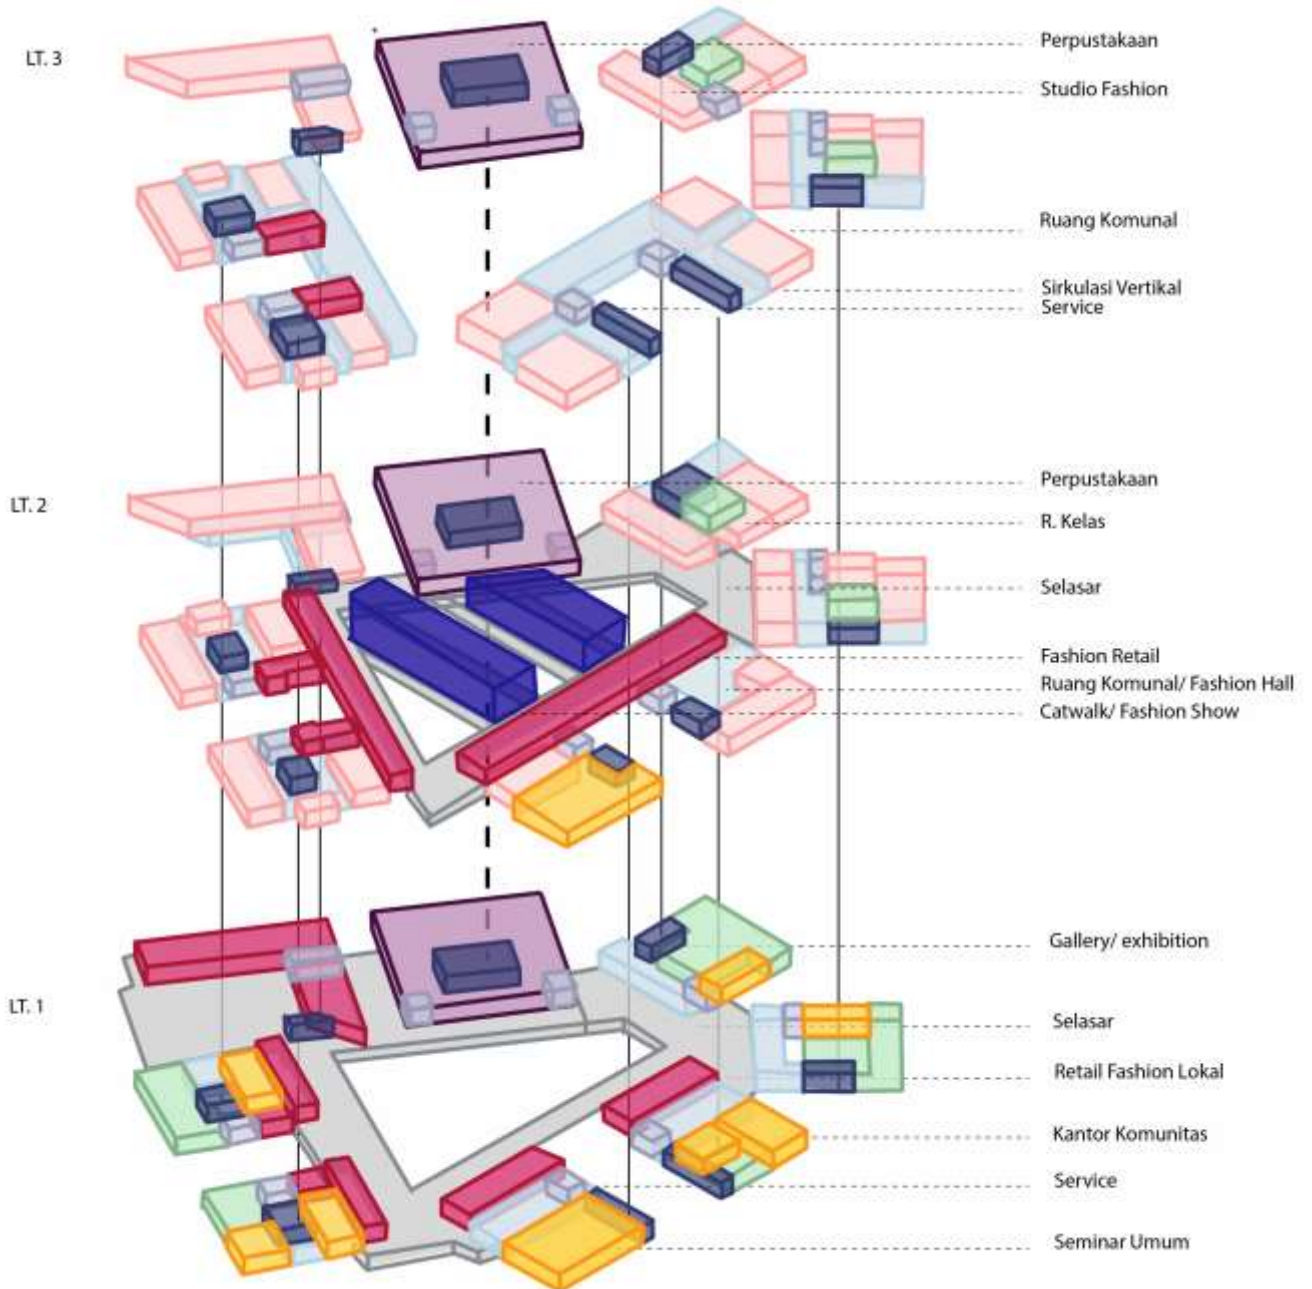 LT. 3
Perpustakaan
Studio Fashion
Ruang Komunal
Sirkulasi Vertikal
Service
LT. 2
Perpustakaan
R. Kelas
Selasar
Fashion Retail
Ruang Komunal/ Fashion Hall
Catwalk/ Fashion Show
LT. 1
Gallery/ exhibition
Selasar
Retail Fashion Lokal
Kantor Komunitas
Service
Seminar Umum